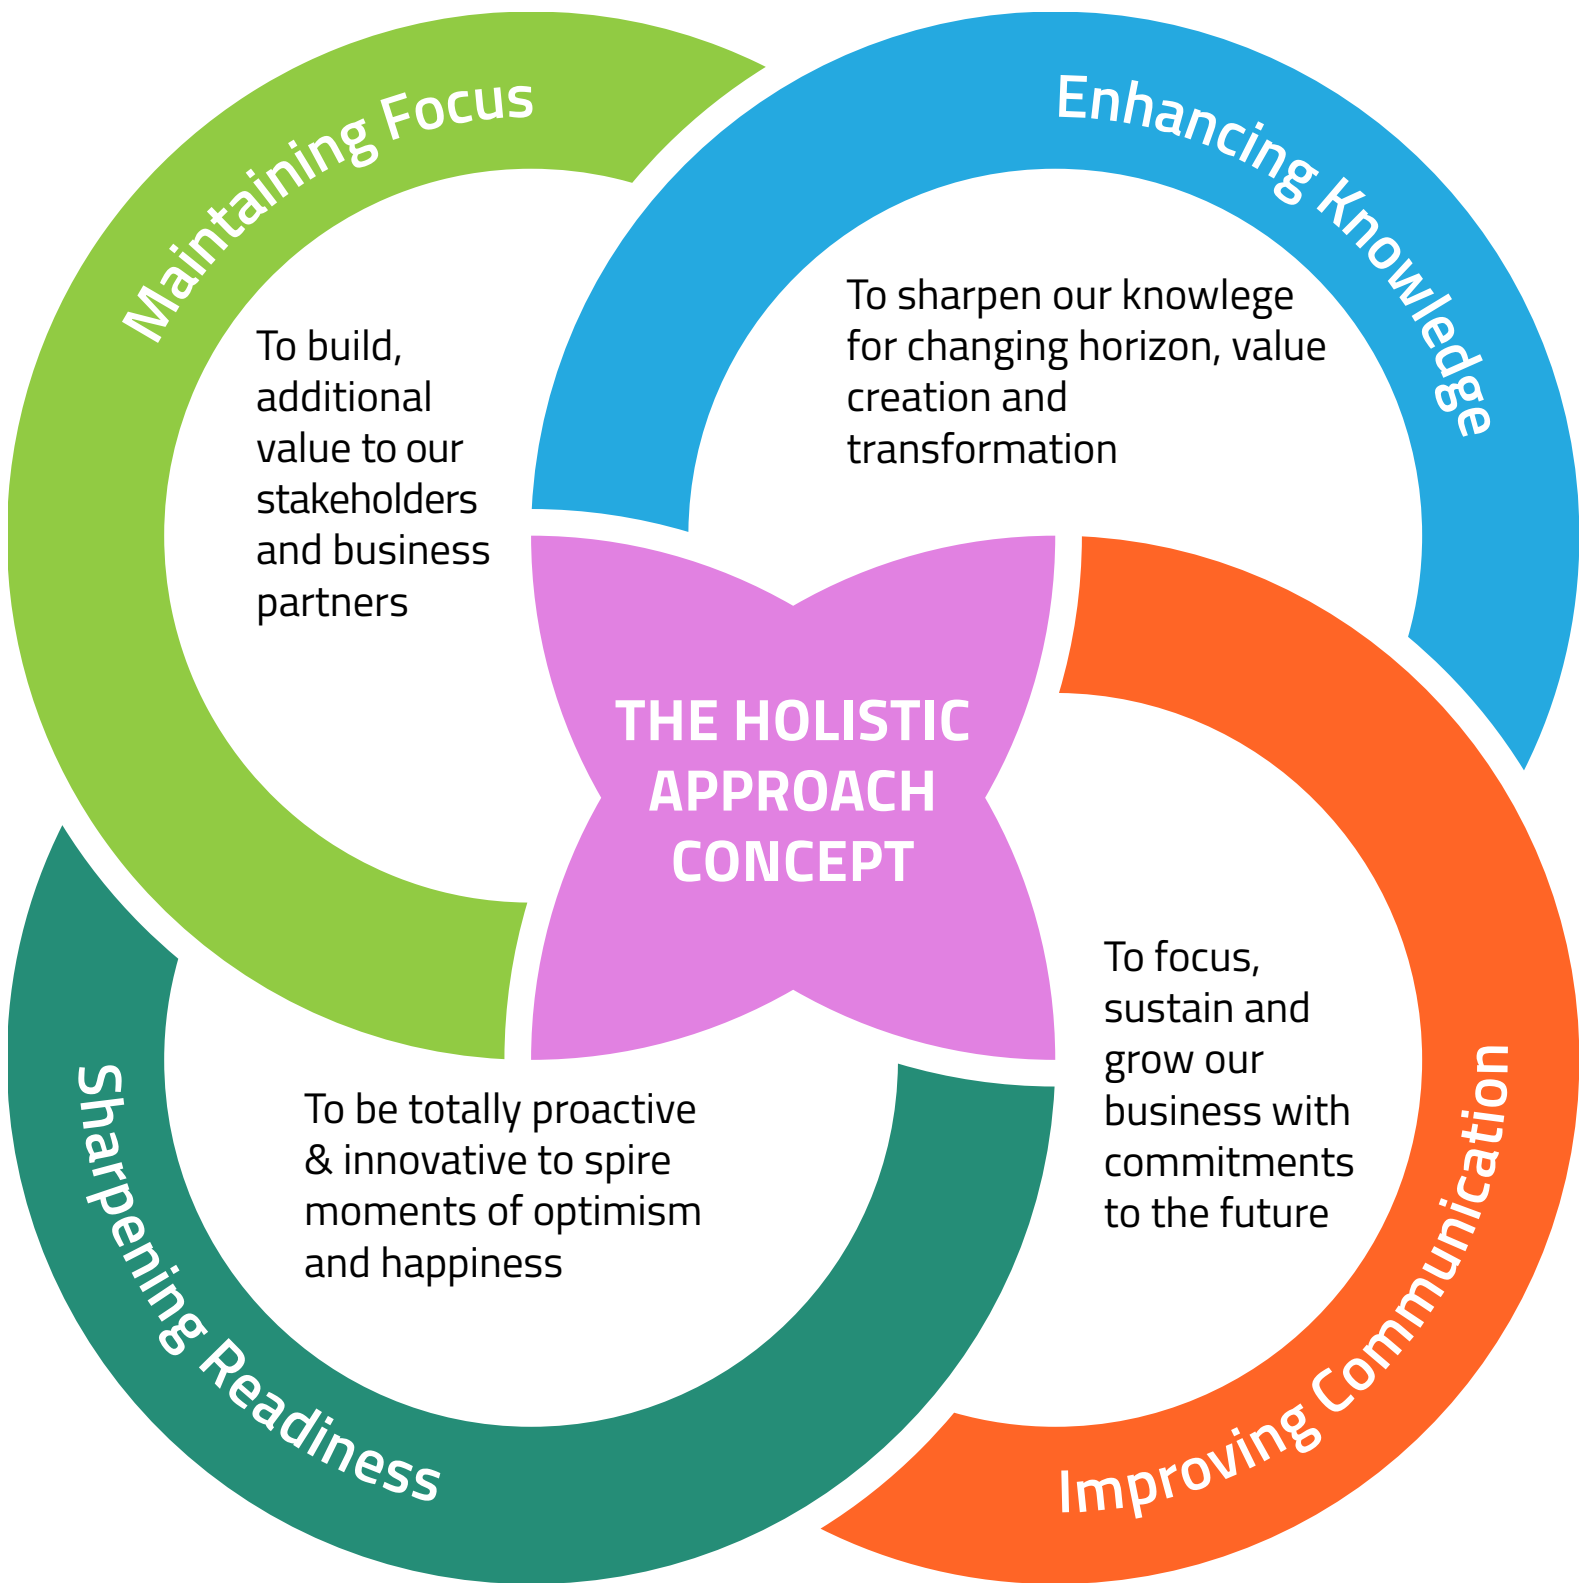 Maintaining Focus
To build,
additional
value to our
stakeholders
and business
partners
Enhancing Knowledge
To sharpen our knowlege
for changing horizon, value
creation and
transformation
THE HOLISTIC
APPROACH
CONCEPT
Sharpening Readiness
To be totally proactive
& innovative to spire
moments of optimism
and happiness
To focus,
sustain and
grow our
business with
commitments
to the future
Improving Communication